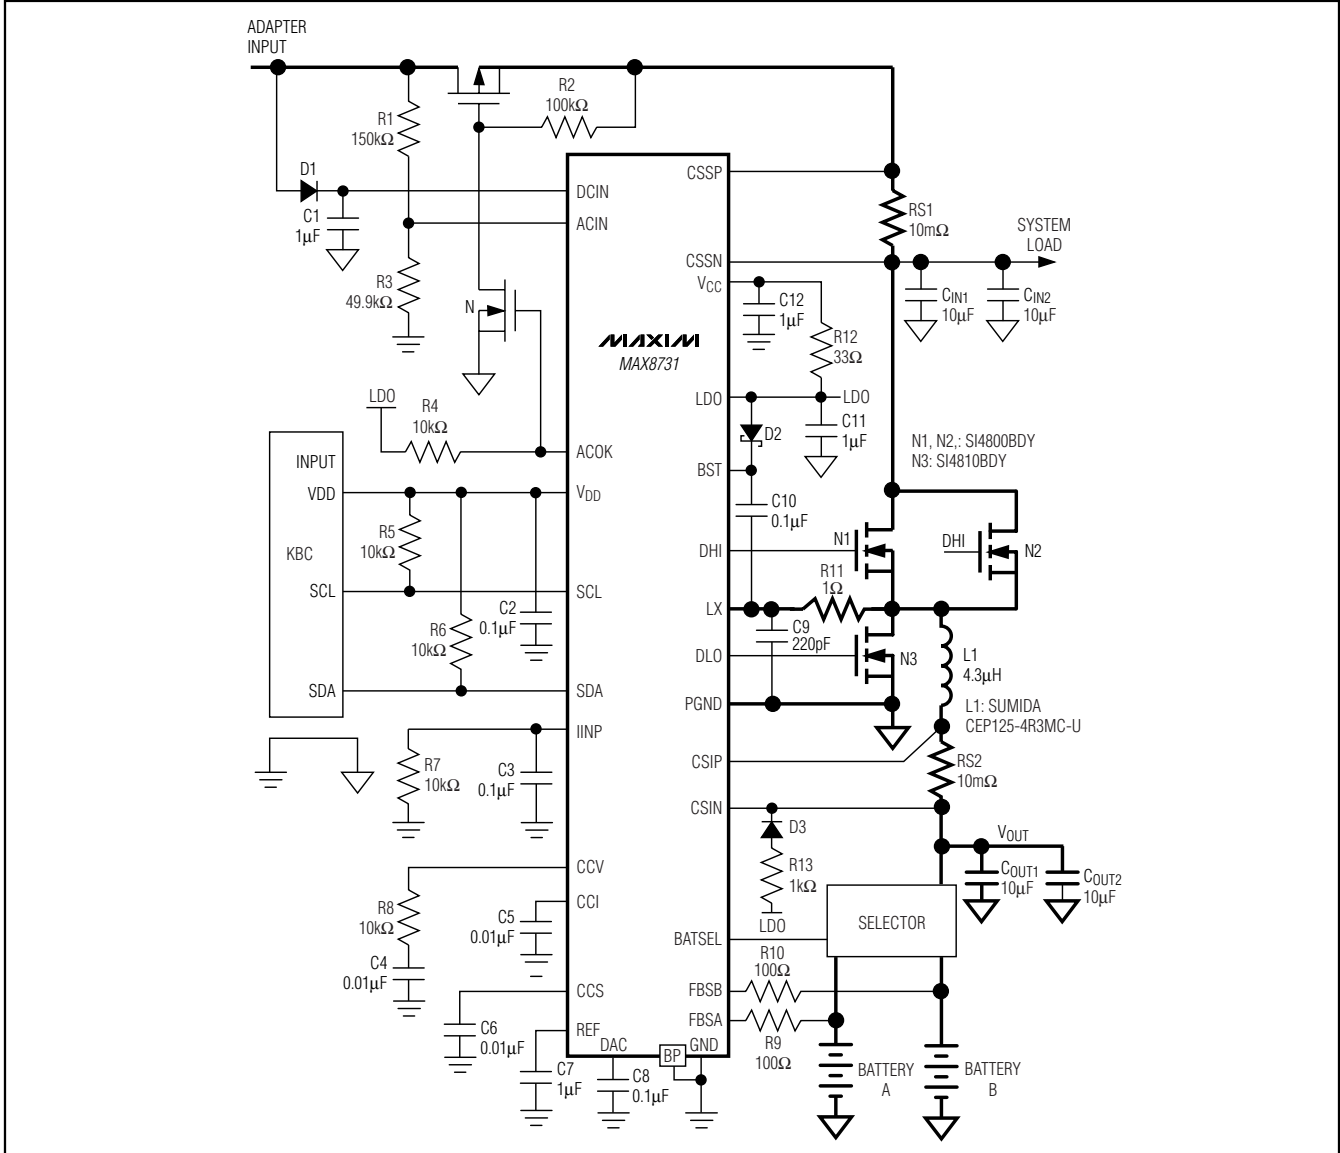 ADAPTER
INPUT
R2
100kΩ
R1
150kΩ
D1
C1
1µF
R3
49.9kΩ
N
DCIN
ACIN
CSSP
CSSN
VCC
RS1
10mΩ
SYSTEM
LOAD
CIN1
10µF
CIN2
10µF
C12
1µF
R12
33Ω
MAXIM
MAX8731
LDO
LDO
C11
1µF
D2
LDO
R4
10kΩ
ACOK
BST
C10
0.1µF
N1, N2,: SI4800BDY
N3: SI4810BDY
INPUT
VDD
KBC
SCL
SDA
VDD
R5
10kΩ
SCL
R6
10kΩ
C2
0.1µF
SDA
DHI
N1
DHI
N2
R11
1Ω
LX
C9
220pF
DLO
N3
PGND
L1
4.3µH
L1: SUMIDA
CEP125-4R3MC-U
IINP
R7
10kΩ
C3
0.1µF
CSIP
RS2
10mΩ
CSIN
D3
R13
1kΩ
LDO
VOUT
COUT1
10µF
COUT2
10µF
CCV
R8
10kΩ
C4
0.01µF
CCI
C5
0.01µF
SELECTOR
BATSEL
R10
100Ω
FBSB
FBSA
R9
100Ω
CCS
C6
0.01µF
REF
C7
1µF
DAC
C8
0.1µF
BP
GND
BATTERY
A
BATTERY
B